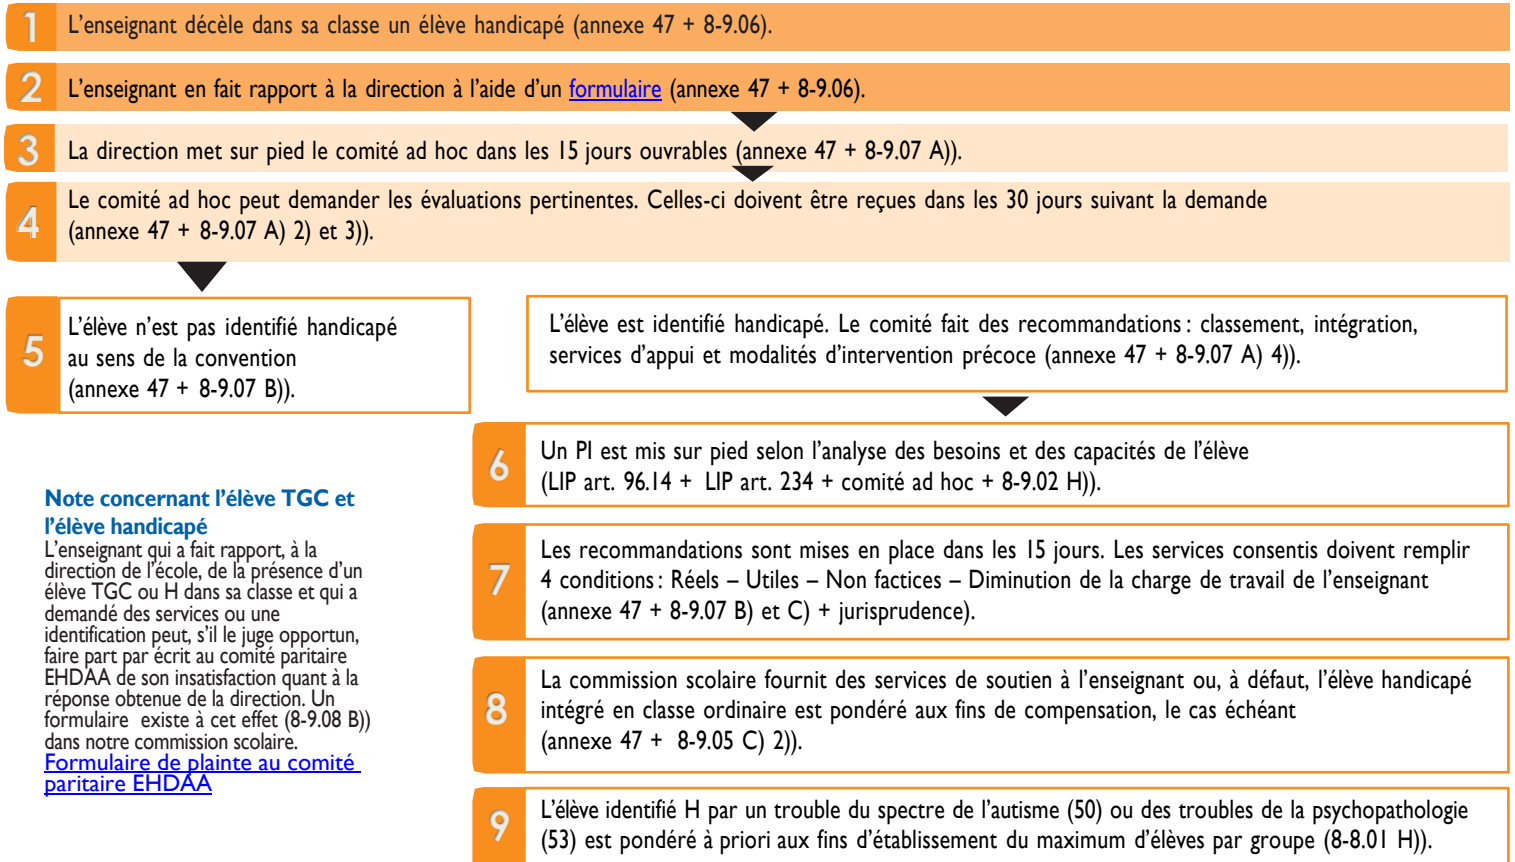 1 L'enseignant décèle dans sa classe un élève handicapé (annexe 47 + 8-9.06).
2 L'enseignant en fait rapport à la direction à l'aide d'un formulaire (annexe 47 + 8-9.06).
3 La direction met sur pied le comité ad hoc dans les 15 jours ouvrables (annexe 47 + 8-9.07 A)).
4 Le comité ad hoc peut demander les évaluations pertinentes. Celles-ci doivent être reçues dans les 30 jours suivant la demande
(annexe 47 + 8-9.07 A) 2) et 3)).
5 L'élève n'est pas identifié handicapé
au sens de la convention
(annexe 47 + 8-9.07 B)).
L'élève est identifié handicapé. Le comité fait des recommandations : classement, intégration,
services d'appui et modalités d'intervention précoce (annexe 47 + 8-9.07 A) 4)).
6 Un PI est mis sur pied selon l'analyse des besoins et des capacités de l'élève
(LIP art. 96.14 + LIP art. 234 + comité ad hoc + 8-9.02 H)).
7 Les recommandations sont mises en place dans les 15 jours. Les services consentis doivent remplir
4 conditions : Réels – Utiles – Non factices – Diminution de la charge de travail de l'enseignant
(annexe 47 + 8-9.07 B) et C) + jurisprudence).
8 La commission scolaire fournit des services de soutien à l'enseignant ou, à défaut, l'élève handicapé
intégré en classe ordinaire est pondéré aux fins de compensation, le cas échéant
(annexe 47 + 8-9.05 C) 2)).
9 L'élève identifié H par un trouble du spectre de l'autisme (50) ou des troubles de la psychopathologie
(53) est pondéré à priori aux fins d'établissement du maximum d'élèves par groupe (8-8.01 H)).
Note concernant l'élève TGC et
l'élève handicapé
L'enseignant qui a fait rapport, à la
direction de l'école, de la présence d'un
élève TGC ou H dans sa classe et qui a
demandé des services ou une
identification peut, s'il le juge opportun,
faire part par écrit au comité paritaire
EHDAA de son insatisfaction quant à la
réponse obtenue de la direction. Un
formulaire existe à cet effet (8-9.08 B))
dans notre commission scolaire.
Formulaire de plainte au comité
paritaire EHDAA